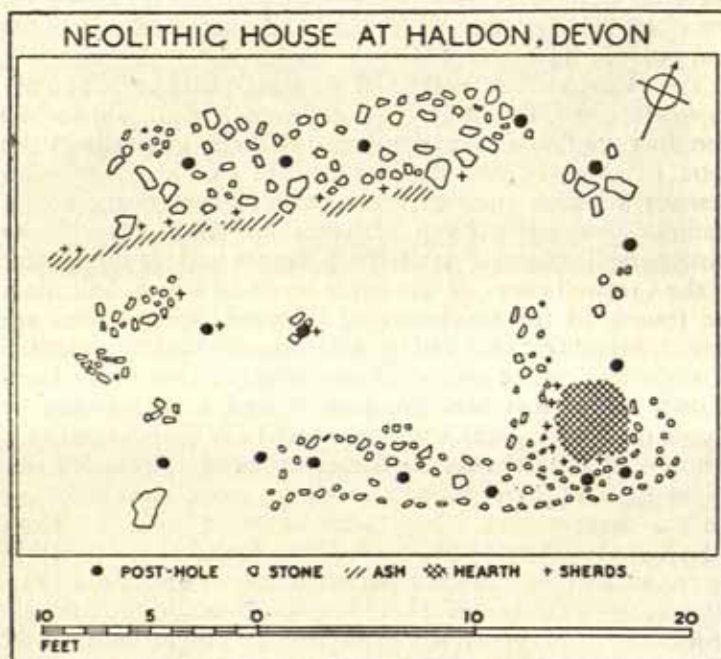 NEOLITHIC HOUSE AT HALDON, DEVON
POST-HOLE STONE ASH HEARTH SHERDS.
10 5 0 10 20
FEET